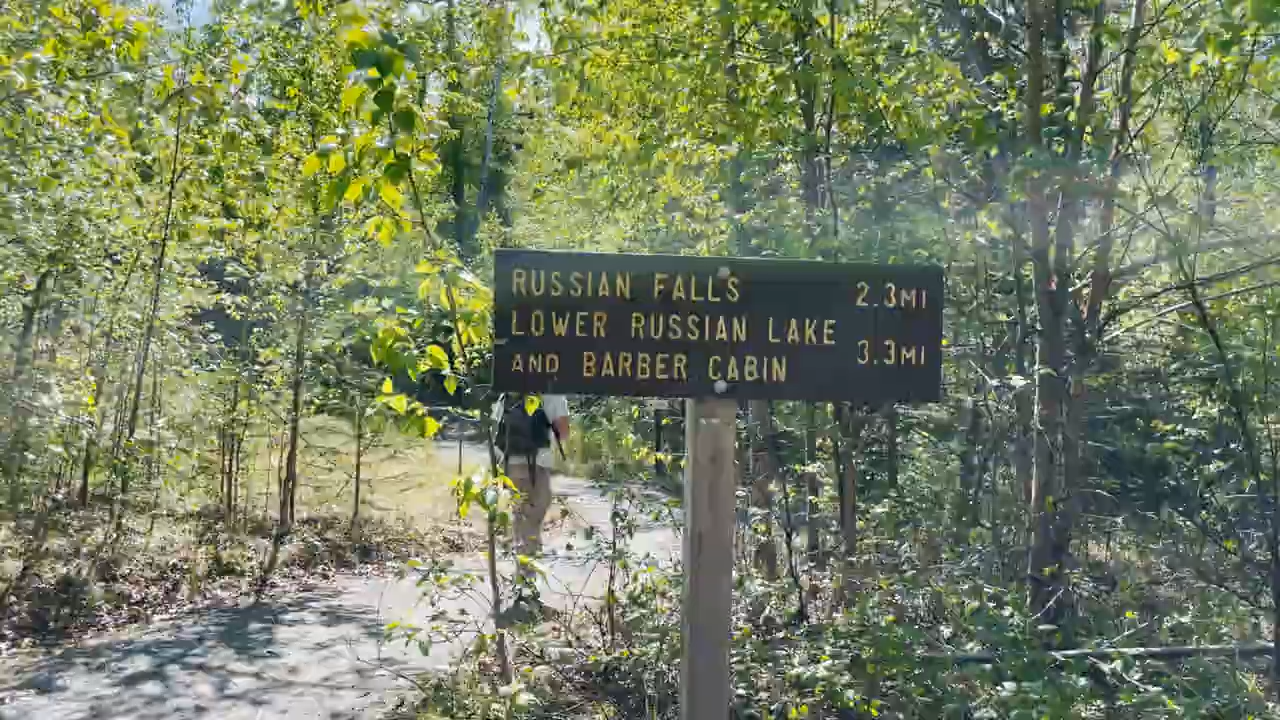 RUSSIAN FALLS 2.3MI
LOWER RUSSIAN LAKE
AND BARBER CABIN 3.3MI